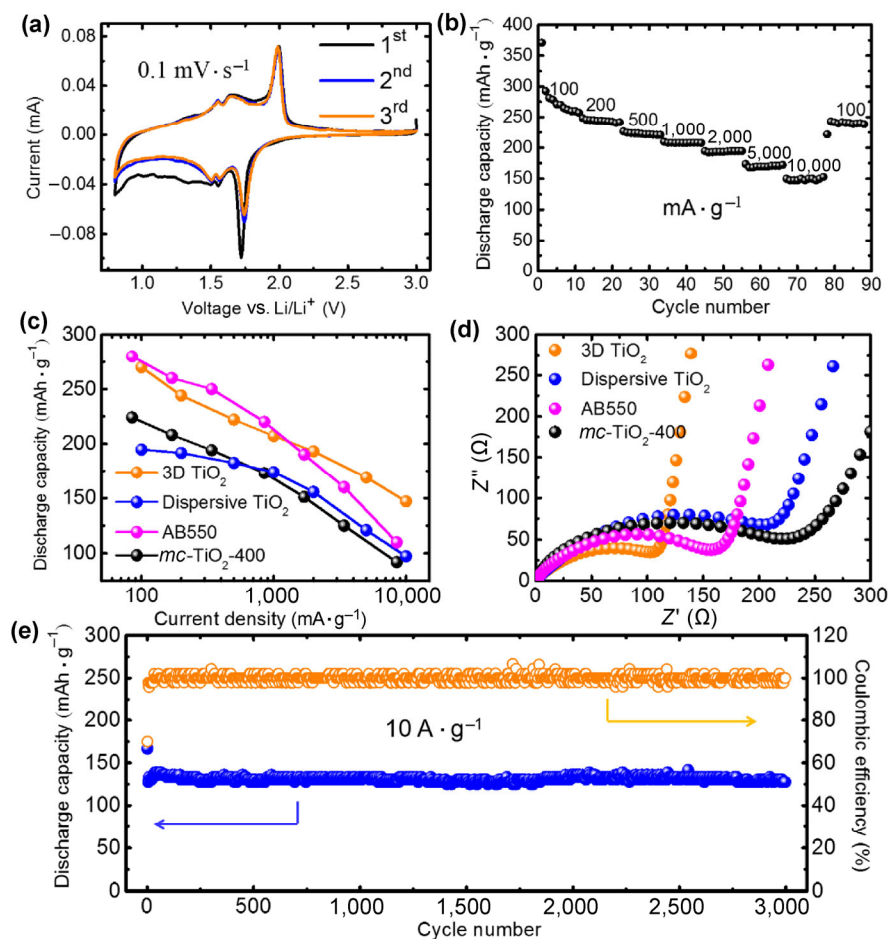 (a)
0.1 mV · s⁻¹
1st
2nd
3rd
Current (mA)
0.08
0.04
0.00
−0.04
−0.08
1.0
1.5
2.0
2.5
3.0
Voltage vs. Li/Li⁺ (V)
(b)
Discharge capacity (mAh · g⁻¹)
400
350
300
250
200
150
100
50
0
100
200
500
1,000
2,000
5,000
10,000
100
mA · g⁻¹
0
10
20
30
40
50
60
70
80
90
Cycle number
(c)
Discharge capacity (mAh · g⁻¹)
300
250
200
150
100
3D TiO₂
Dispersive TiO₂
AB550
mc-TiO₂-400
100
1,000
10,000
Current density (mA·g⁻¹)
(d)
Z'' (Ω)
300
250
200
150
100
50
0
3D TiO₂
Dispersive TiO₂
AB550
mc-TiO₂-400
0
50
100
150
200
250
300
Z' (Ω)
(e)
Discharge capacity (mAh · g⁻¹)
300
250
200
150
100
50
0
10 A · g⁻¹
120
100
80
60
40
20
0
Coulombic efficiency
(%)
0
500
1,000
1,500
2,000
2,500
3,000
Cycle number